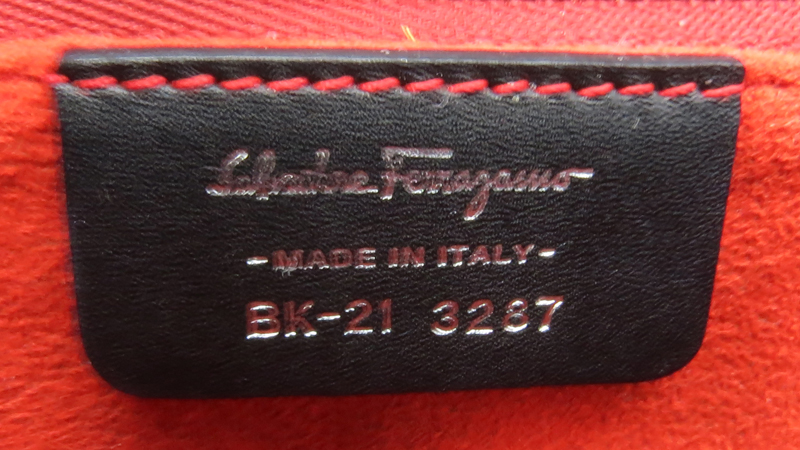 Salvatore Ferragamo
-MADE IN ITALY-
BK-21 3287